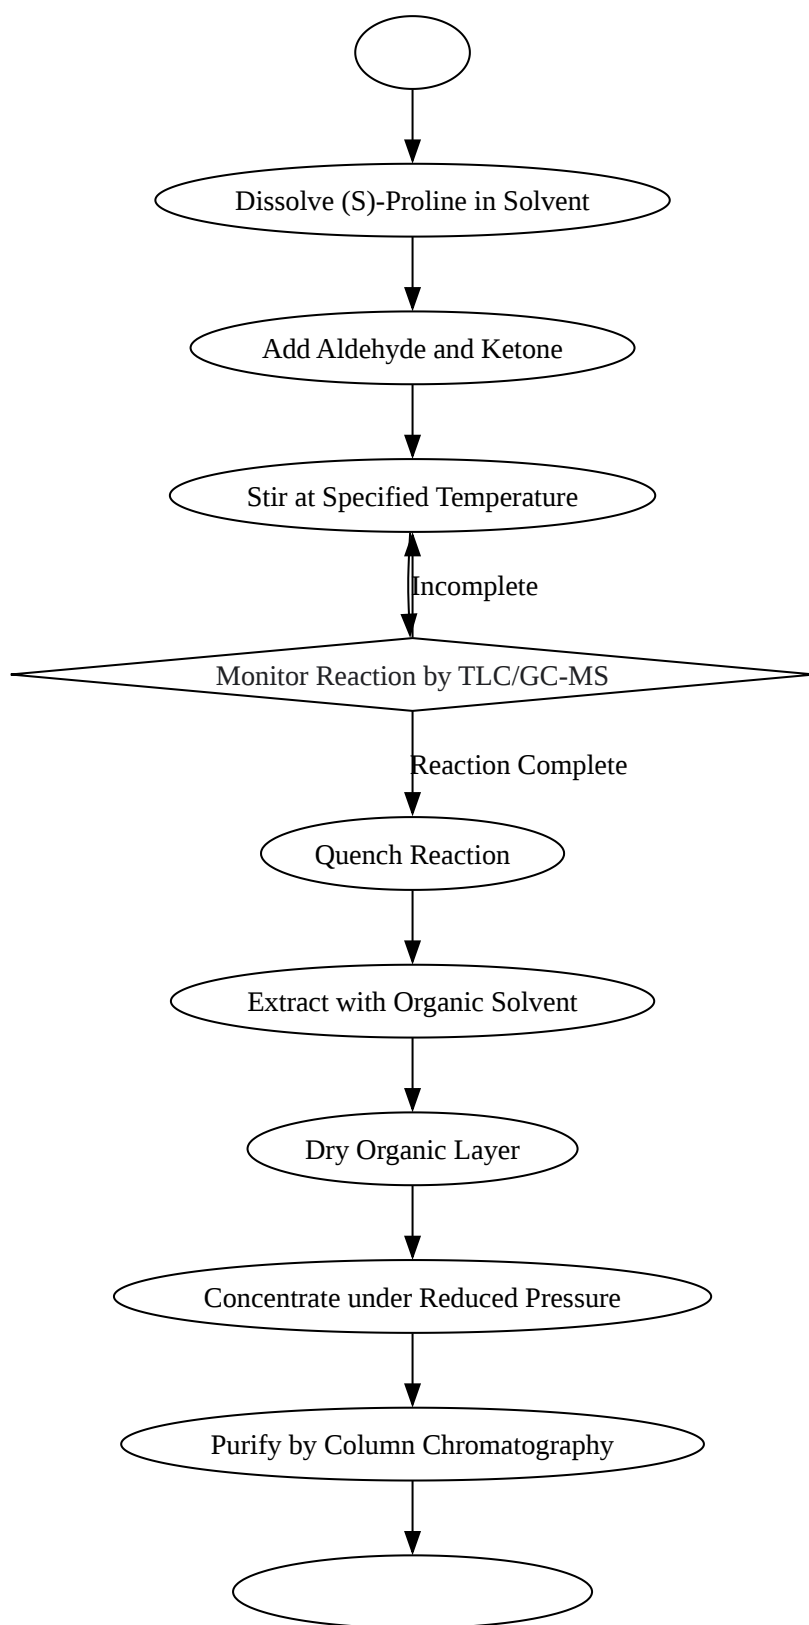 Dissolve (S)-Proline in Solvent
Add Aldehyde and Ketone
Stir at Specified Temperature
Incomplete
Monitor Reaction by TLC/GC-MS
Reaction Complete
Quench Reaction
Extract with Organic Solvent
Dry Organic Layer
Concentrate under Reduced Pressure
Purify by Column Chromatography